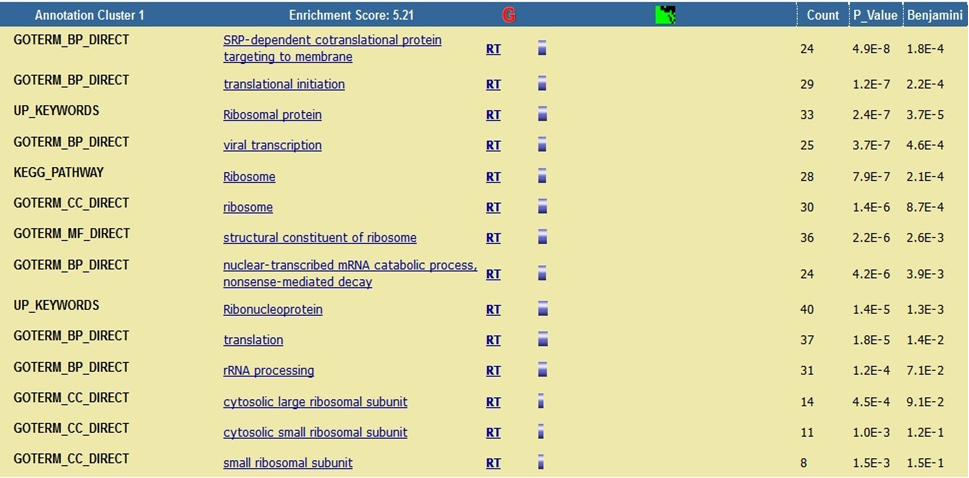 Annotation Cluster 1 Enrichment Score: 5.21 G Count P_Value Benjamini
GOTERM_BP_DIRECT SRP-dependent cotranslational protein
targeting to membrane RT 24 4.9E-8 1.8E-4
GOTERM_BP_DIRECT translational initiation RT 29 1.2E-7 2.2E-4
UP_KEYWORDS Ribosomal protein RT 33 2.4E-7 3.7E-5
GOTERM_BP_DIRECT viral transcription RT 25 3.7E-7 4.6E-4
KEGG_PATHWAY Ribosome RT 28 7.9E-7 2.1E-4
GOTERM_CC_DIRECT ribosome RT 30 1.4E-6 8.7E-4
GOTERM_MF_DIRECT structural constituent of ribosome RT 36 2.2E-6 2.6E-3
GOTERM_BP_DIRECT nuclear-transcribed mRNA catabolic process,
nonsense-mediated decay RT 24 4.2E-6 3.9E-3
UP_KEYWORDS Ribonucleoprotein RT 40 1.4E-5 1.3E-3
GOTERM_BP_DIRECT translation RT 37 1.8E-5 1.4E-2
GOTERM_BP_DIRECT rRNA processing RT 31 1.2E-4 7.1E-2
GOTERM_CC_DIRECT cytosolic large ribosomal subunit RT 14 4.5E-4 9.1E-2
GOTERM_CC_DIRECT cytosolic small ribosomal subunit RT 11 1.0E-3 1.2E-1
GOTERM_CC_DIRECT small ribosomal subunit RT 8 1.5E-3 1.5E-1